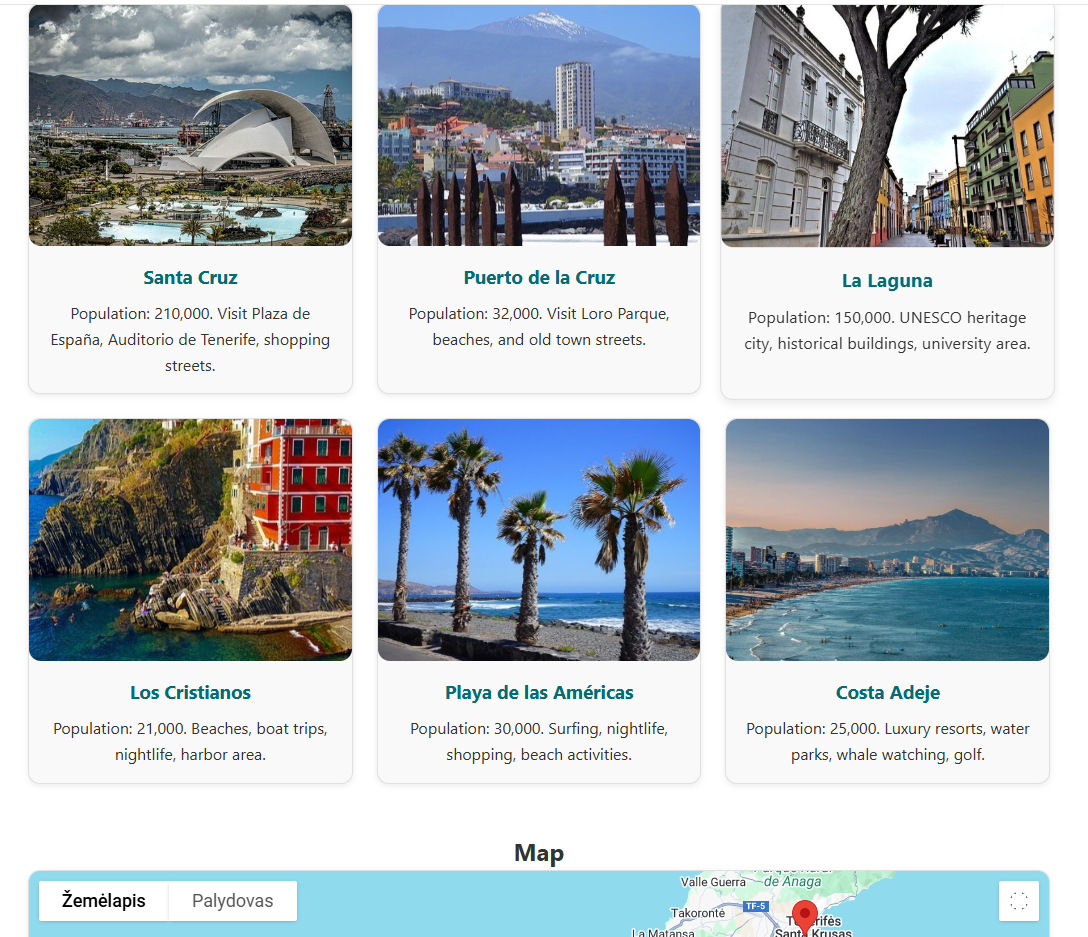 Santa Cruz
Population: 210,000. Visit Plaza de
España, Auditorio de Tenerife, shopping
streets.
Puerto de la Cruz
Population: 32,000. Visit Loro Parque,
beaches, and old town streets.
La Laguna
Population: 150,000. UNESCO heritage
city, historical buildings, university area.
Los Cristianos
Population: 21,000. Beaches, boat trips,
nightlife, harbor area.
Playa de las Américas
Population: 30,000. Surfing, nightlife,
shopping, beach activities.
Costa Adeje
Population: 25,000. Luxury resorts, water
parks, whale watching, golf.
Map
Žemėlapis
Palydovas
Valle Guerra
de Anaga
TF-5
Takorontė
La Matansa
Santa Krusas